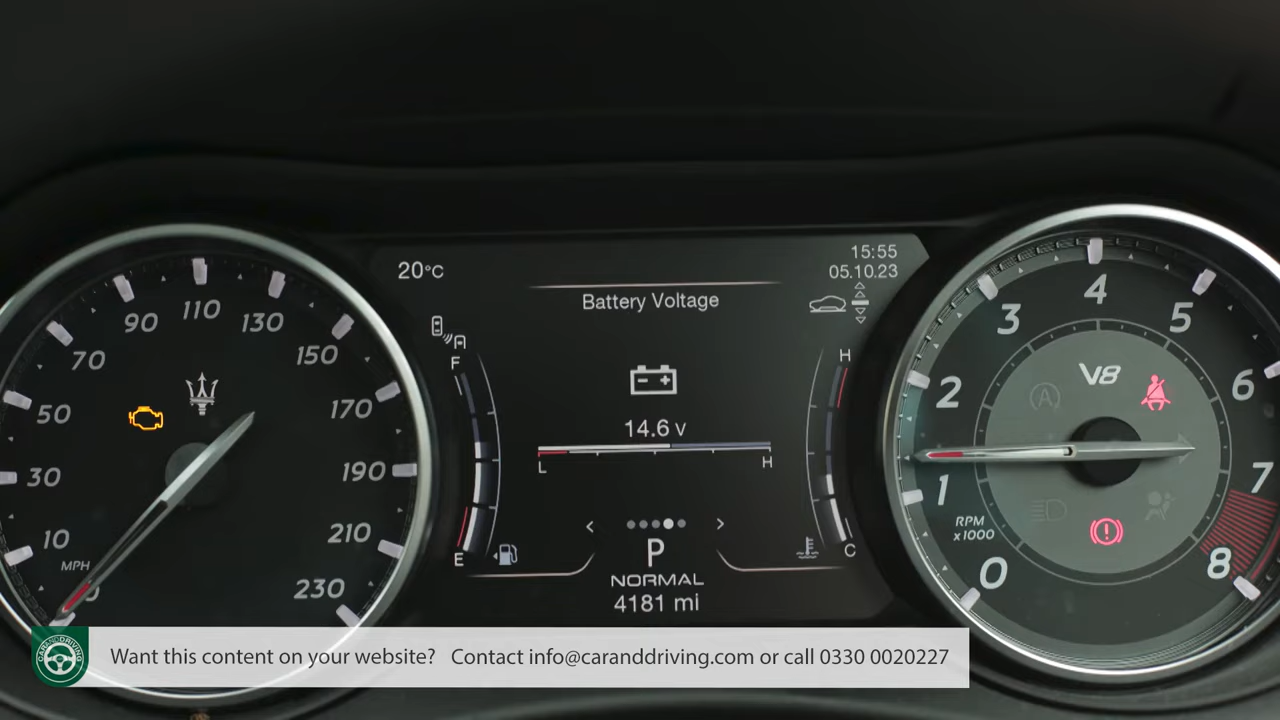 20°C
15:55
05.10.23
Battery Voltage
F
H
14.6 V
L
H
E
C
P
NORMAL
4181 mi
10
30
50
70
90
110
130
150
170
190
210
230
MPH
0
1
2
3
4
5
6
7
8
RPM
x1000
V8
A
CARANDDRIVING
Want this content on your website? Contact info@caranddriving.com or call 0330 0020227